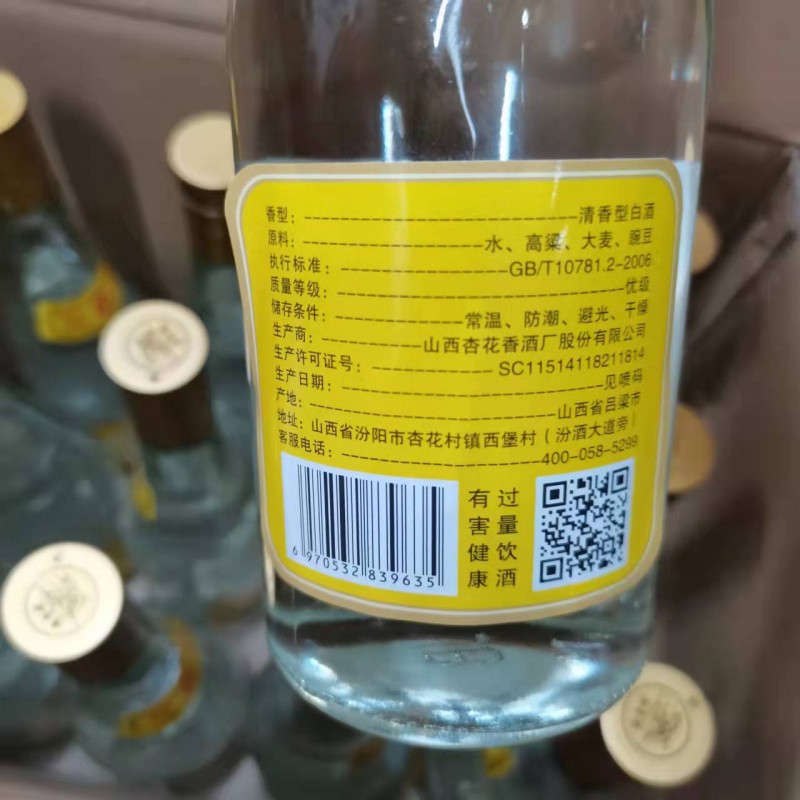 香型：清香型白酒
原料：水、高粱、大麦、豌豆
执行标准：GB/T10781.2-2006
质量等级：优级
储存条件：常温、防潮、避光、干燥
生产商：山西杏花香酒厂股份有限公司
生产许可证号：SC11514118211814
生产日期：见喷码
产地：山西省吕梁市
地址：山西省汾阳市杏花村镇西堡村（汾酒大道旁）
客服电话：400-058-5299
过量饮酒
有害健康
6 970532 839635